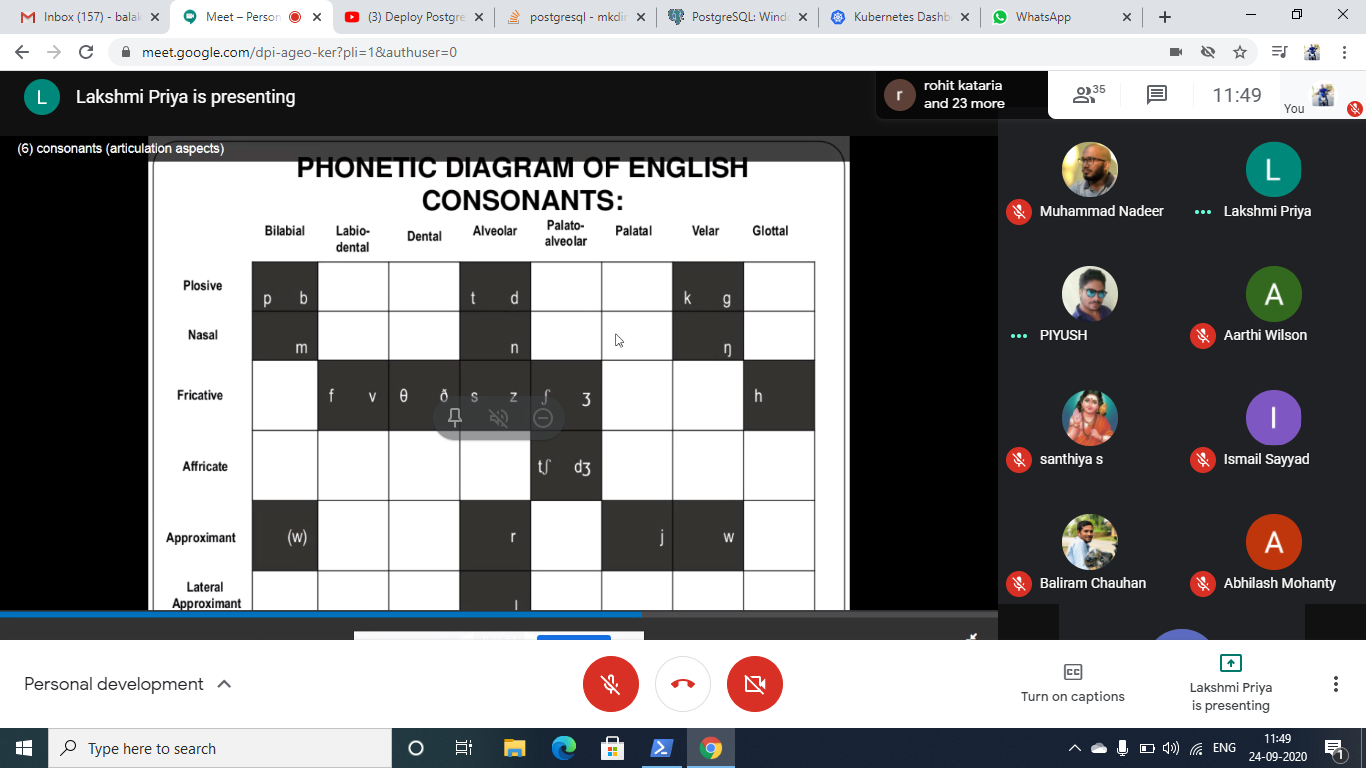 Inbox (157) - balak
Meet – Person
(3) Deploy Postgre
postgresql - mkdir
PostgreSQL: Wind
Kubernetes Dashb
WhatsApp
meet.google.com/dpi-ageo-ker?pli=1&authuser=0
L
Lakshmi Priya is presenting
r
rohit kataria
and 23 more
35
11:49
You
(6) consonants (articulation aspects)
PHONETIC DIAGRAM OF ENGLISH
CONSONANTS:
Bilabial Labio-dental Dental Alveolar Palato-alveolar Palatal Velar Glottal
Plosive p b t d k g
Nasal m n ŋ
Fricative f v θ ð s z ʃ ʒ h
Affricate tʃ dʒ
Approximant (w) r j w
Lateral
Approximant l
Muhammad Nadeer
L
Lakshmi Priya
PIYUSH
A
Aarthi Wilson
santhiya s
I
Ismail Sayyad
Baliram Chauhan
A
Abhilash Mohanty
Personal development
CC
Turn on captions
Lakshmi Priya
is presenting
Type here to search
ENG
11:49
24-09-2020
1